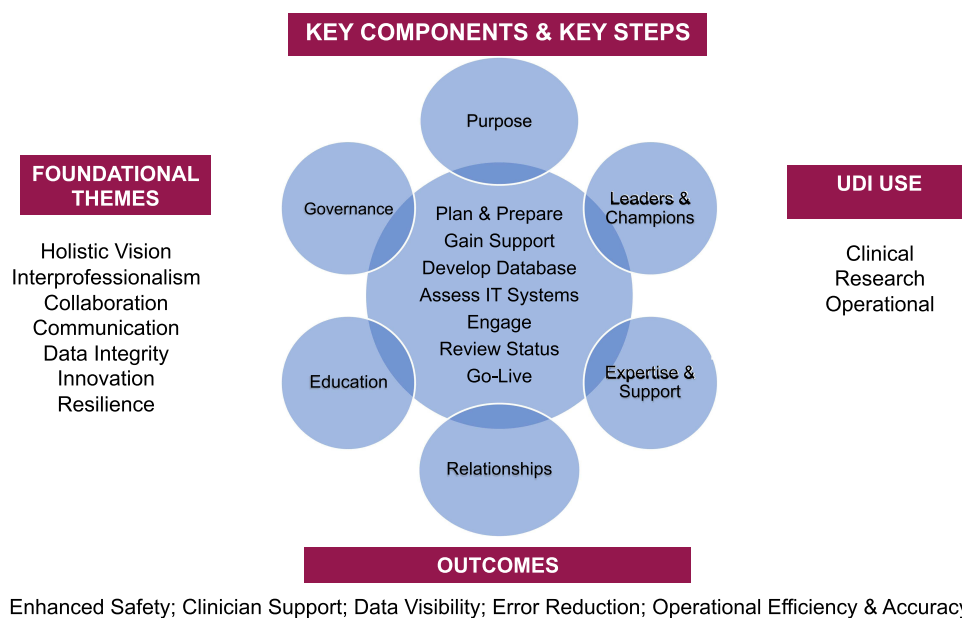 KEY COMPONENTS & KEY STEPS
FOUNDATIONAL
THEMES
Holistic Vision
Interprofessionalism
Collaboration
Communication
Data Integrity
Innovation
Resilience
Purpose
Governance
Leaders &
Champions
Plan & Prepare
Gain Support
Develop Database
Assess IT Systems
Engage
Review Status
Go-Live
Education
Expertise &
Support
Relationships
UDI USE
Clinical
Research
Operational
OUTCOMES
Enhanced Safety; Clinician Support; Data Visibility; Error Reduction; Operational Efficiency & Accuracy